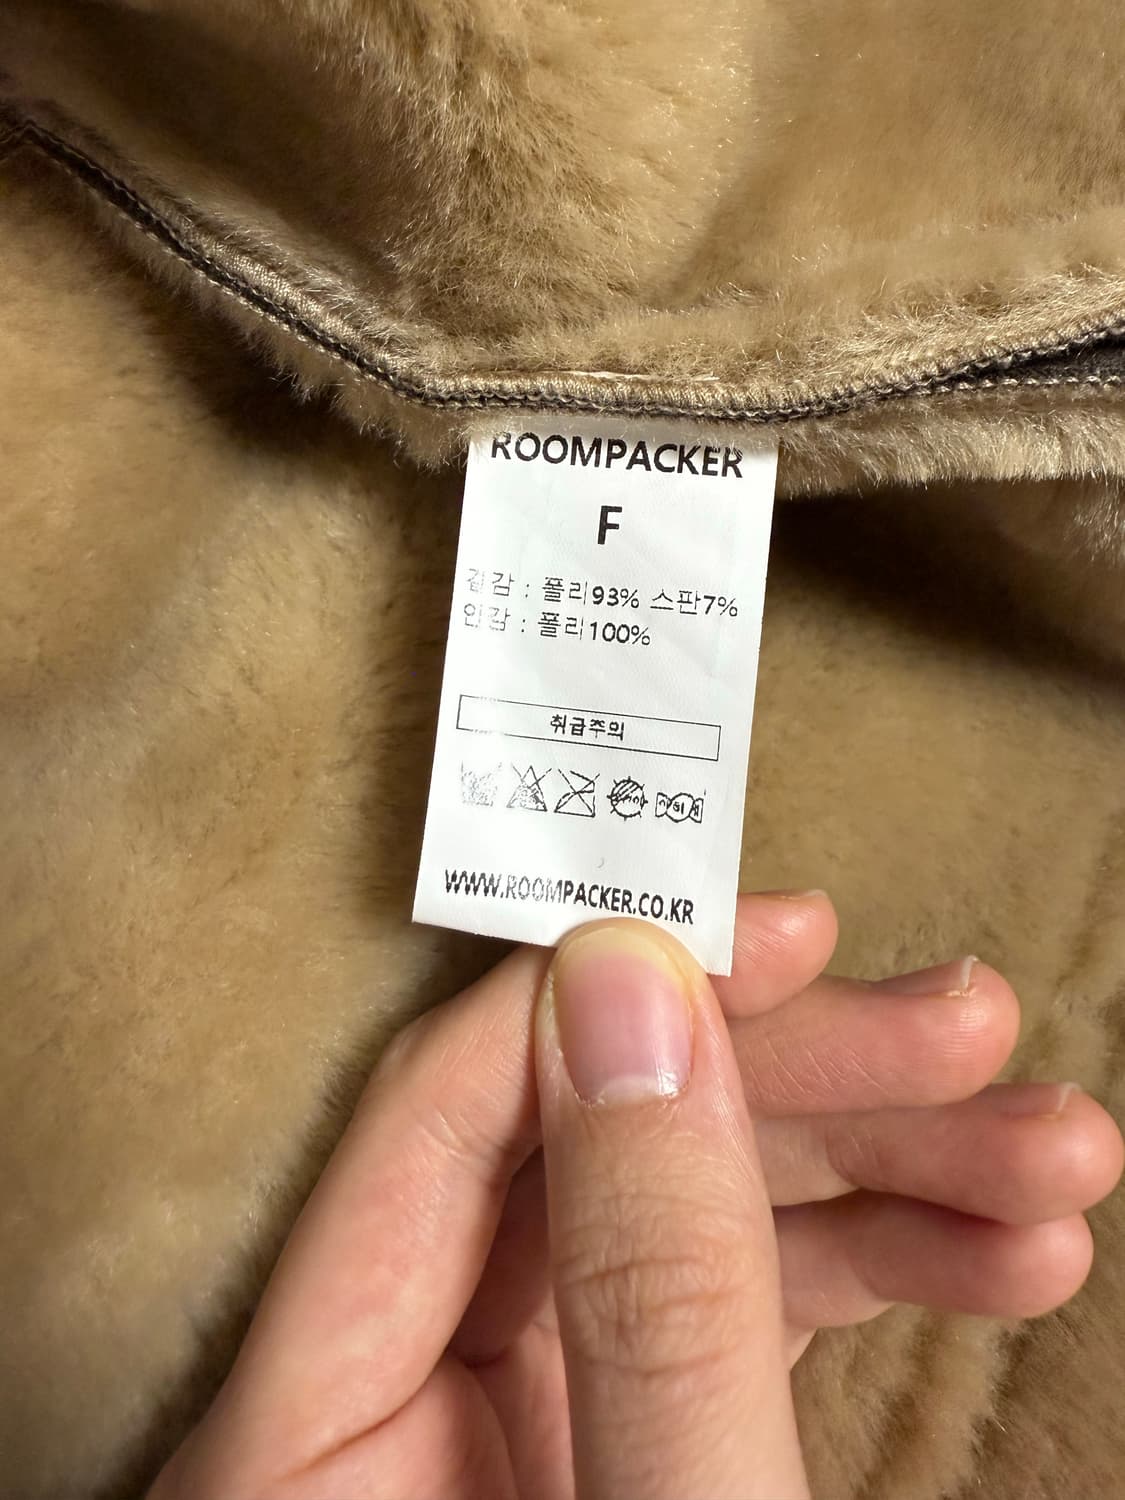 ROOMPACKER
F
겉감 : 폴리93% 스판7%
안감 : 폴리100%
취급주의
WWW.ROOMPACKER.CO.KR